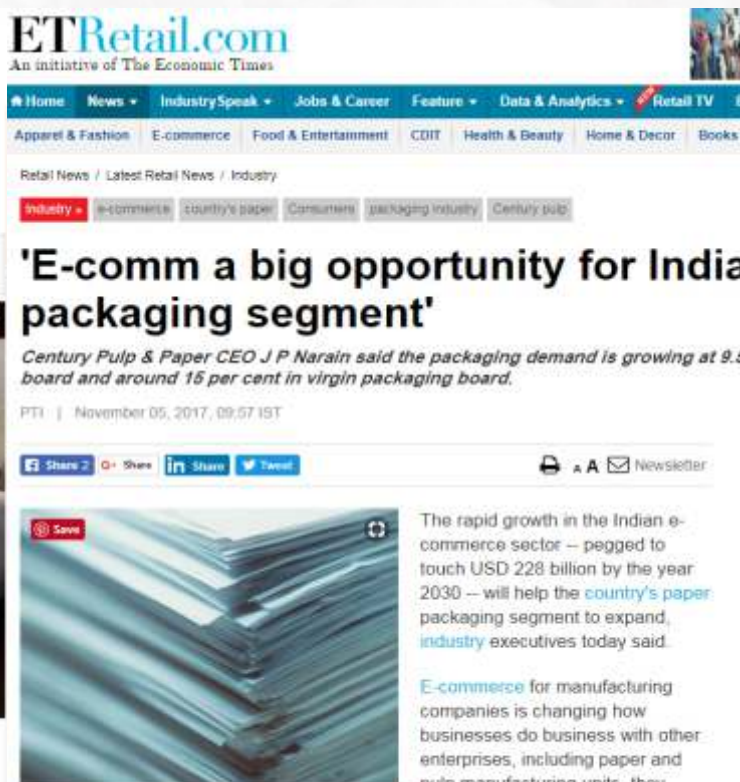 ETRetail.com
An initiative of The Economic Times
Home News IndustrySpeak Jobs & Career Feature Data & Analytics NEW Retail TV
Apparel & Fashion E-commerce Food & Entertainment CDIT Health & Beauty Home & Decor Books
Retail News / Latest Retail News / Industry
Industry » e-commerce country's paper Consumers packaging industry Century pulp
'E-comm a big opportunity for India
packaging segment'
Century Pulp & Paper CEO J P Narain said the packaging demand is growing at 9.5
board and around 15 per cent in virgin packaging board.
PTI | November 05, 2017, 09:57 IST
Share 2 G+ Share in Share Tweet A A Newsletter
Save
The rapid growth in the Indian e-
commerce sector -- pegged to
touch USD 228 billion by the year
2030 -- will help the country's paper
packaging segment to expand,
industry executives today said.
E-commerce for manufacturing
companies is changing how
businesses do business with other
enterprises, including paper and
pulp manufacturing units, they